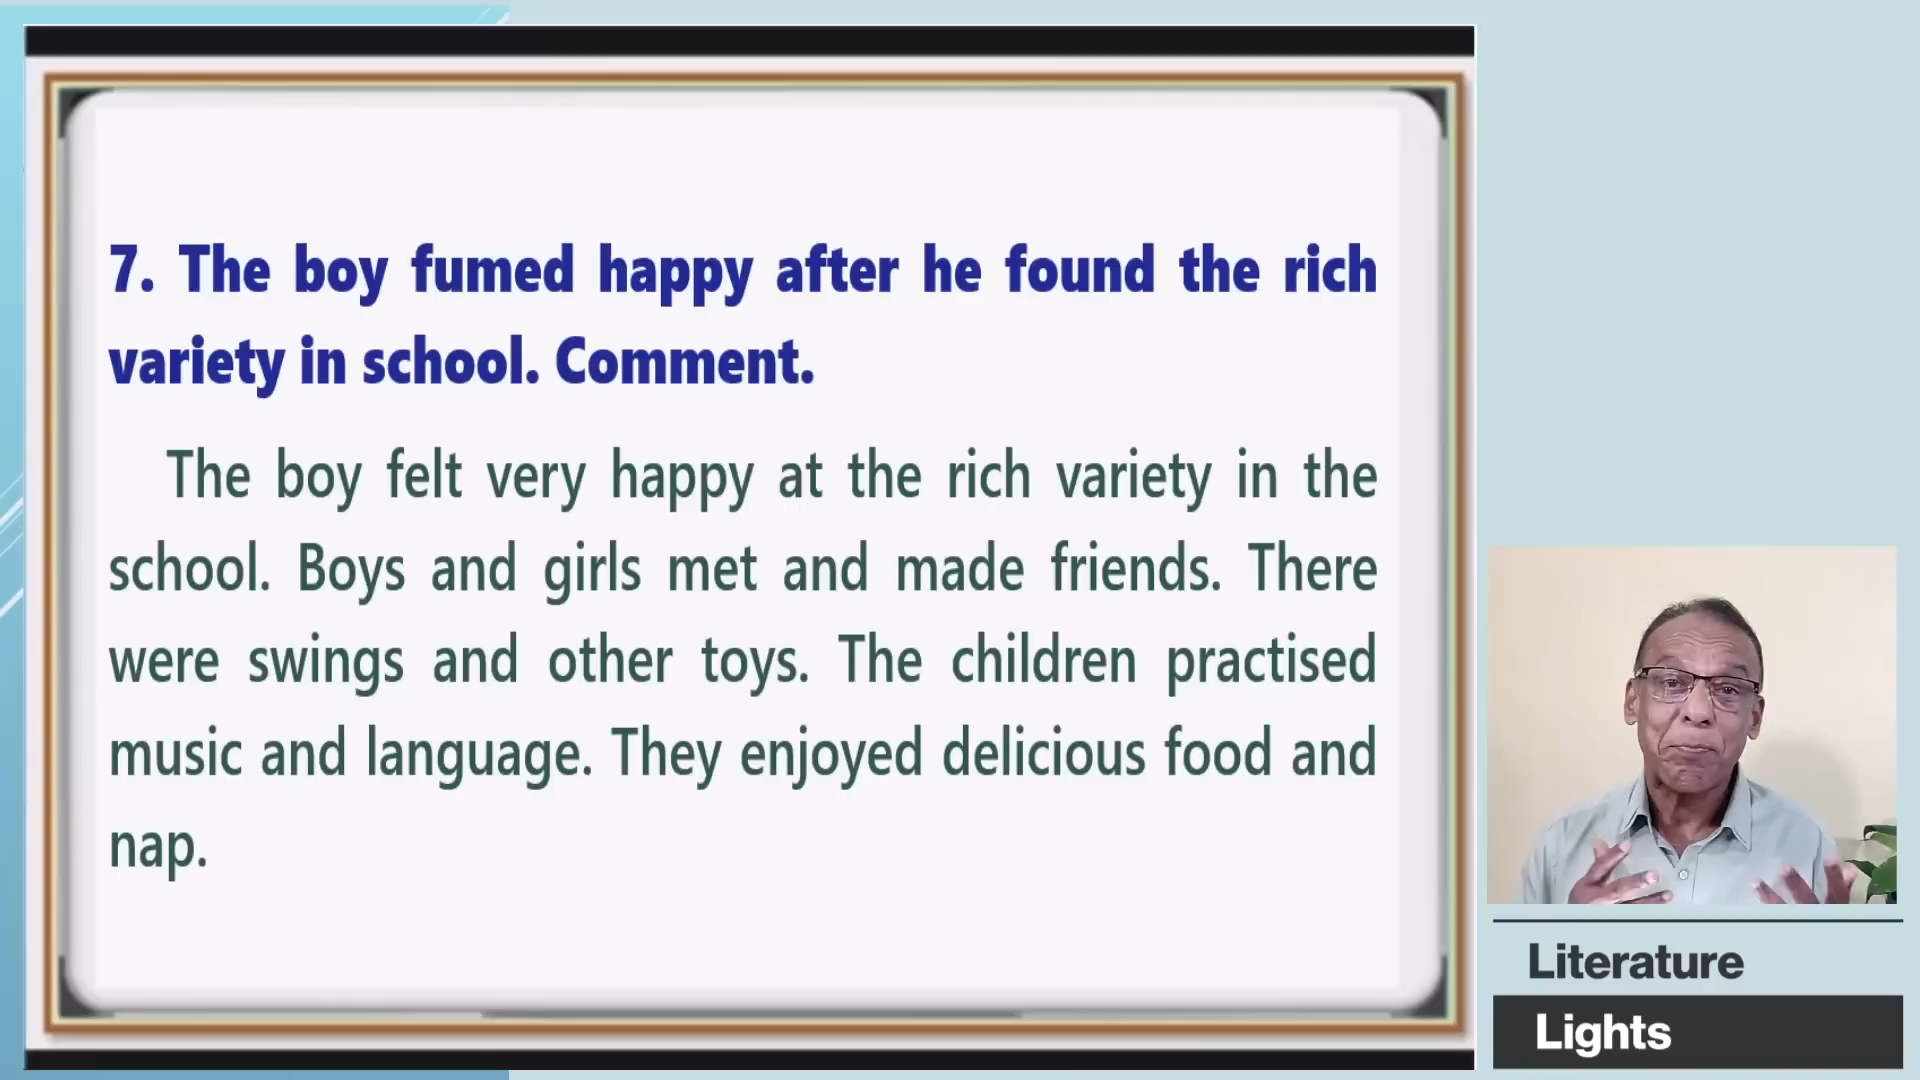 7. The boy fumed happy after he found the rich
variety in school. Comment.
The boy felt very happy at the rich variety in the
school. Boys and girls met and made friends. There
were swings and other toys. The children practised
music and language. They enjoyed delicious food and
nap.
Literature
Lights